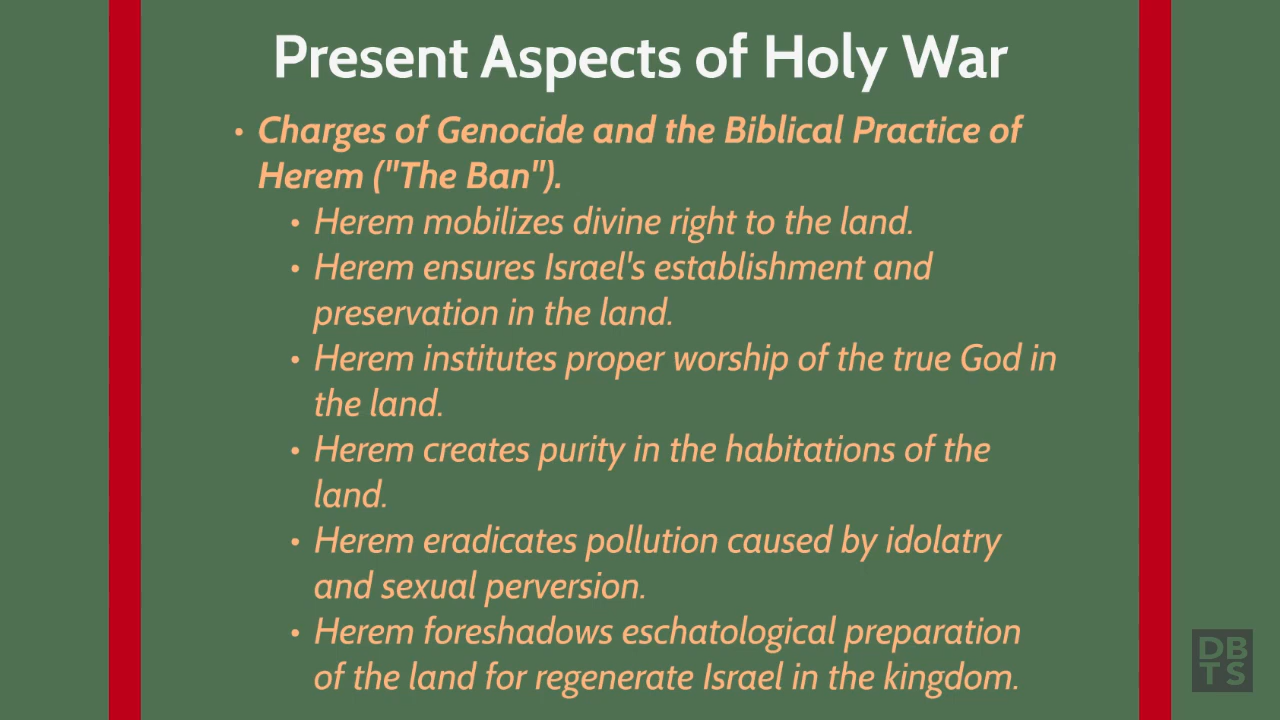 Present Aspects of Holy War
• Charges of Genocide and the Biblical Practice of
Herem ("The Ban").
• Herem mobilizes divine right to the land.
• Herem ensures Israel's establishment and
preservation in the land.
• Herem institutes proper worship of the true God in
the land.
• Herem creates purity in the habitations of the
land.
• Herem eradicates pollution caused by idolatry
and sexual perversion.
• Herem foreshadows eschatological preparation
of the land for regenerate Israel in the kingdom.
DB
TS